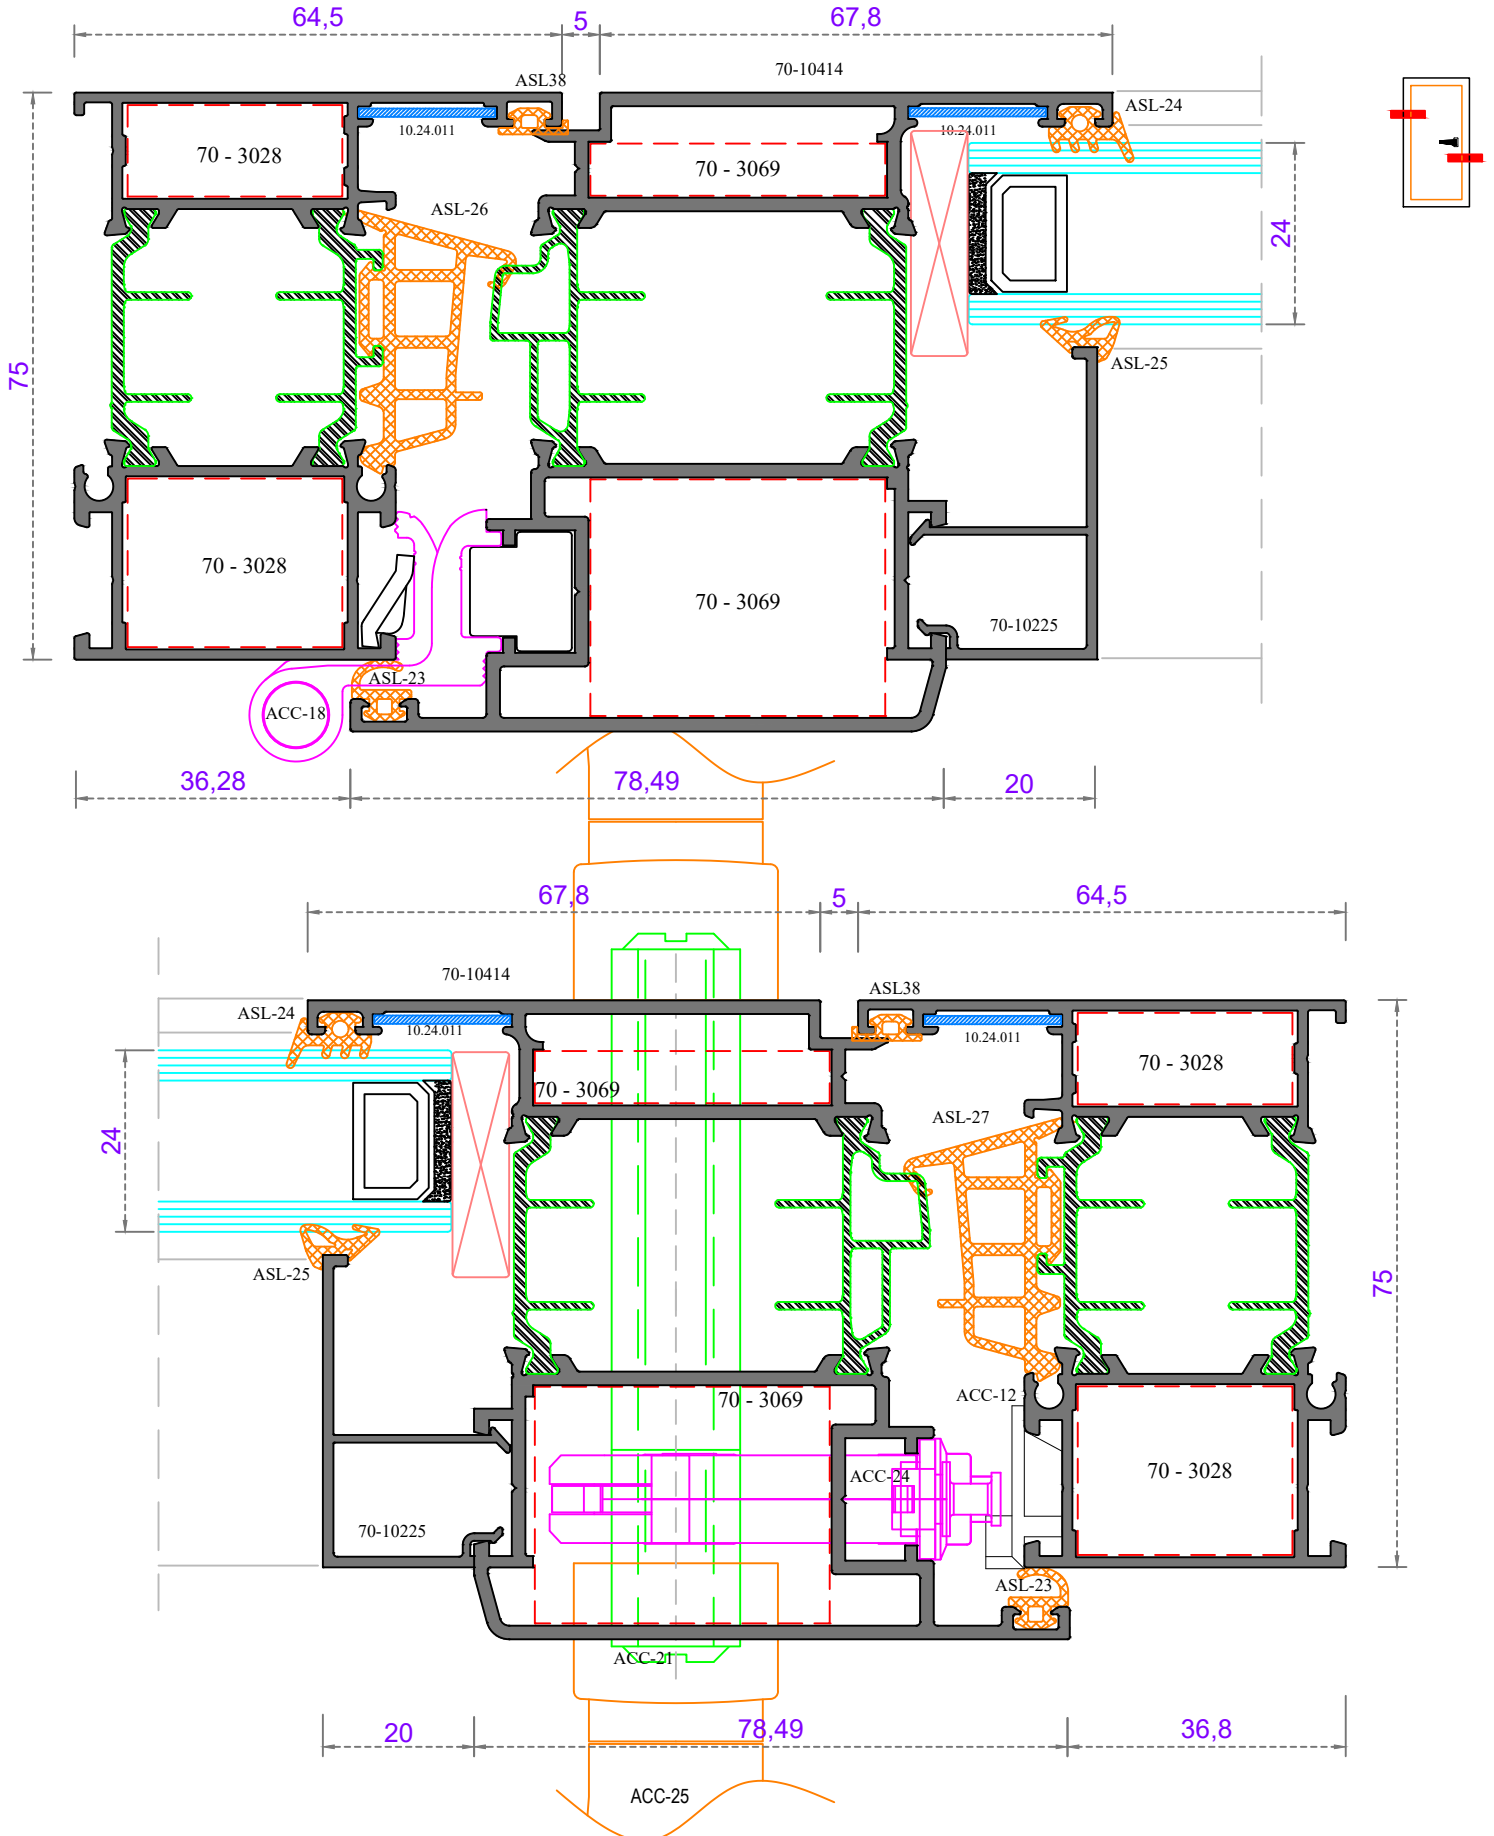 64,5
5
67,8
ASL38
70-10414
ASL-24
10.24.011
10.24.011
70 - 3028
70 - 3069
ASL-26
24
75
ASL-25
70 - 3028
70 - 3069
70-10225
ASL-23
ACC-18
36,28
78,49
20
67,8
5
64,5
70-10414
ASL38
ASL-24
10.24.011
10.24.011
70 - 3028
70 - 3069
ASL-27
24
ASL-25
75
ACC-12
70 - 3069
70 - 3028
ACC-24
70-10225
ASL-23
ACC-21
20
78,49
36,8
ACC-25